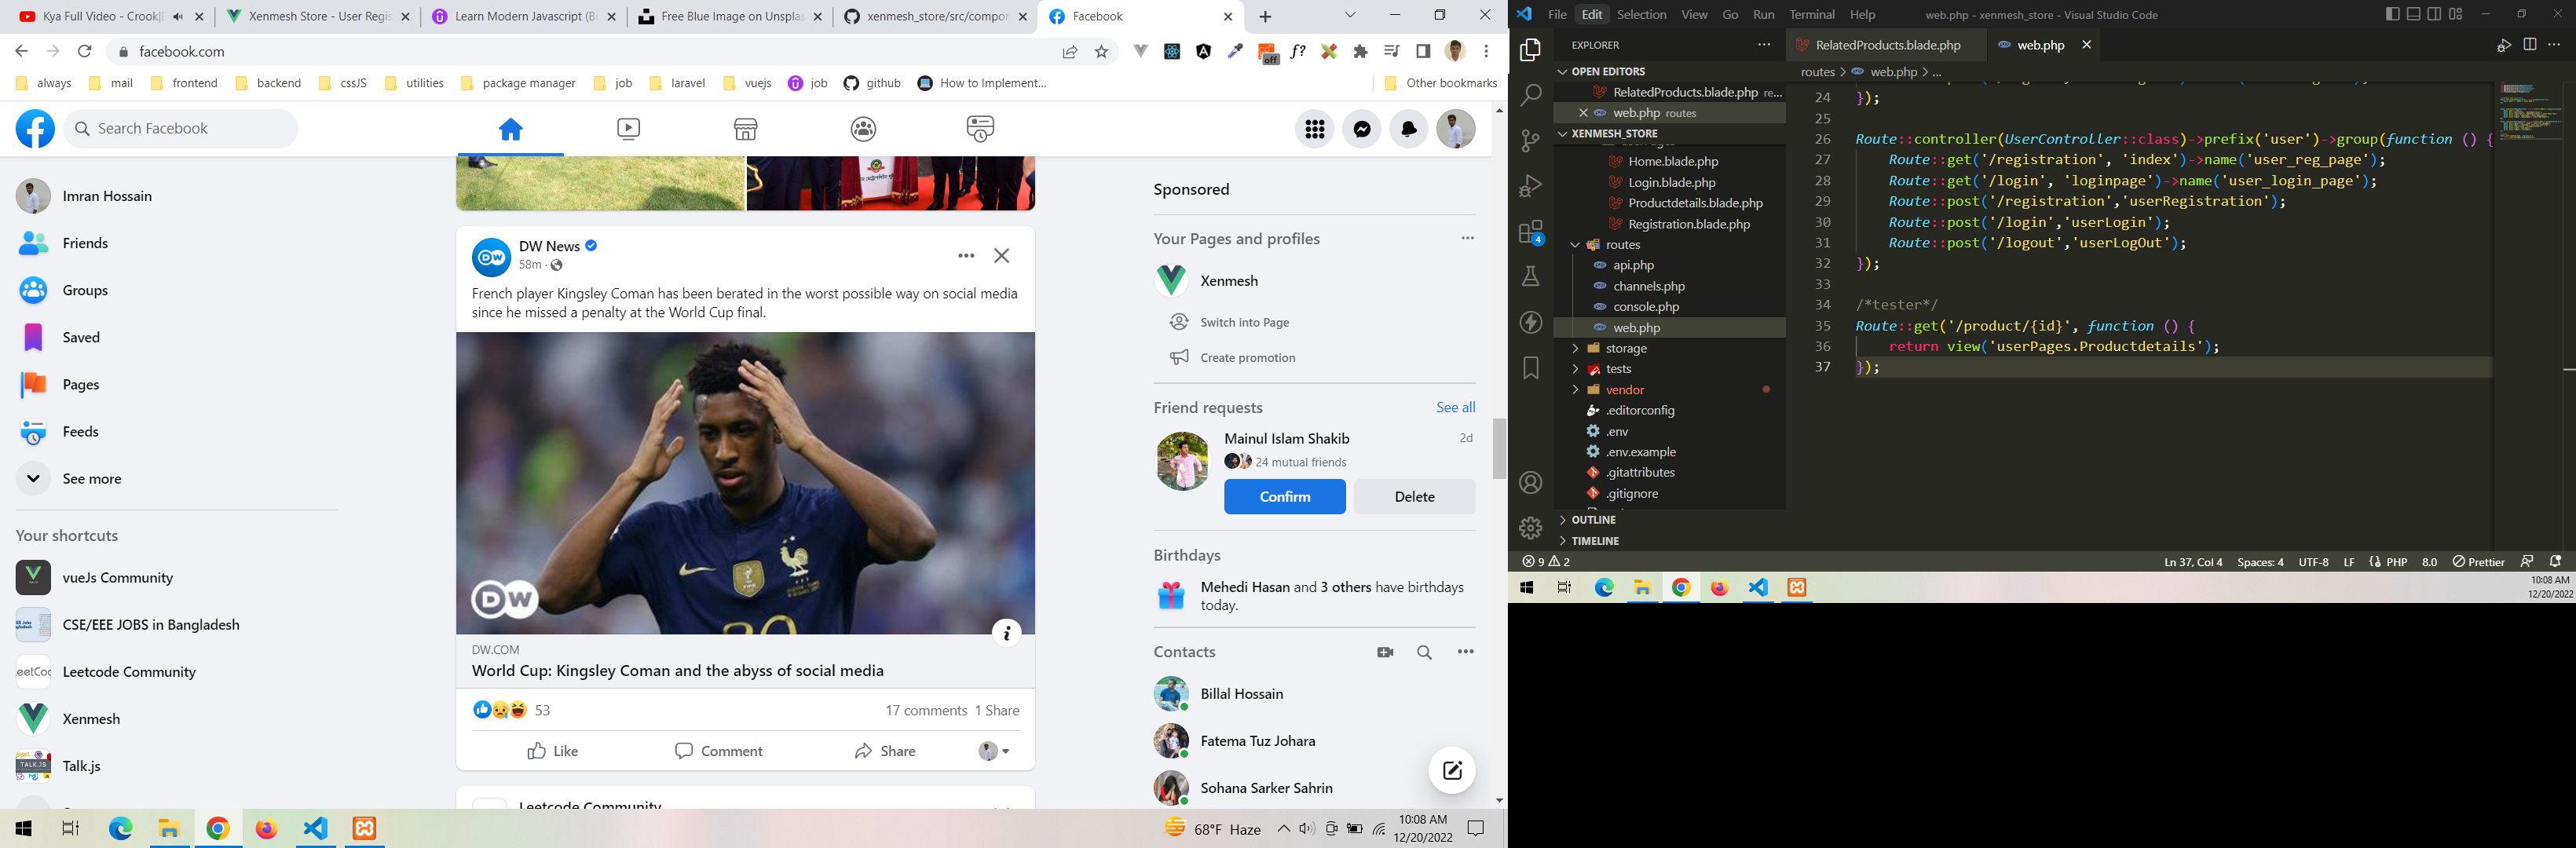 Kya Full Video - Crook|E
Xenmesh Store - User Regis
Learn Modern Javascript (Bu
Free Blue Image on Unsplas
xenmesh_store/src/compor
Facebook
facebook.com
off
f?
always
mail
frontend
backend
cssJS
utilities
package manager
job
laravel
vuejs
job
github
How to Implement...
Other bookmarks
Search Facebook
Imran Hossain
Friends
Groups
Saved
Pages
Feeds
See more
Your shortcuts
vueJs Community
CSE/EEE JOBS in Bangladesh
Leetcode Community
Xenmesh
Talk.js
DW News
58m ·
French player Kingsley Coman has been berated in the worst possible way on social media
since he missed a penalty at the World Cup final.
DW
DW.COM
World Cup: Kingsley Coman and the abyss of social media
53
17 comments 1 Share
Like
Comment
Share
Leetcode Community
Sponsored
Your Pages and profiles
Xenmesh
Switch into Page
Create promotion
Friend requests
See all
Mainul Islam Shakib
2d
24 mutual friends
Confirm
Delete
Birthdays
Mehedi Hasan and 3 others have birthdays
today.
Contacts
Billal Hossain
Fatema Tuz Johara
Sohana Sarker Sahrin
68°F Haze
10:08 AM
12/20/2022
File Edit Selection View Go Run Terminal Help
web.php - xenmesh_store - Visual Studio Code
EXPLORER
OPEN EDITORS
RelatedProducts.blade.php re...
web.php routes
XENMESH_STORE
Home.blade.php
Login.blade.php
Productdetails.blade.php
Registration.blade.php
routes
api.php
channels.php
console.php
web.php
storage
tests
vendor
.editorconfig
.env
.env.example
.gitattributes
.gitignore
OUTLINE
TIMELINE
4
RelatedProducts.blade.php
web.php
routes > web.php > ...
24 });
25
26 Route::controller(UserController::class)->prefix('user')->group(function () {
27 Route::get('/registration', 'index')->name('user_reg_page');
28 Route::get('/login', 'loginpage')->name('user_login_page');
29 Route::post('/registration','userRegistration');
30 Route::post('/login','userLogin');
31 Route::post('/logout','userLogOut');
32 });
33
34 /*tester*/
35 Route::get('/product/{id}', function () {
36 return view('userPages.Productdetails');
37 });
9 2
Ln 37, Col 4
Spaces: 4
UTF-8
LF
PHP
8.0
Prettier
10:08 AM
12/20/2022